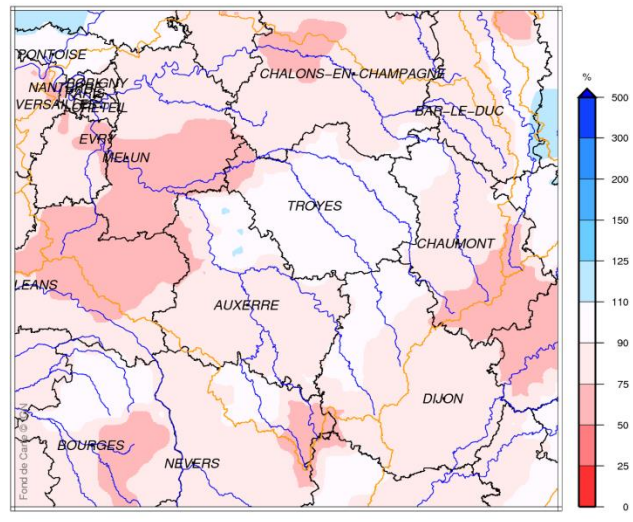 PONTOISE
BOBIGNY
NANTERRE
PARIS
VERSAILLES
CRETEIL
EVRY
MELUN
CHALONS-EN-CHAMPAGNE
BAR-LE-DUC
TROYES
CHAUMONT
LEANS
AUXERRE
DIJON
BOURGES
NEVERS
Fond de Carte © IGN
%
500
300
200
150
125
110
90
75
50
25
0